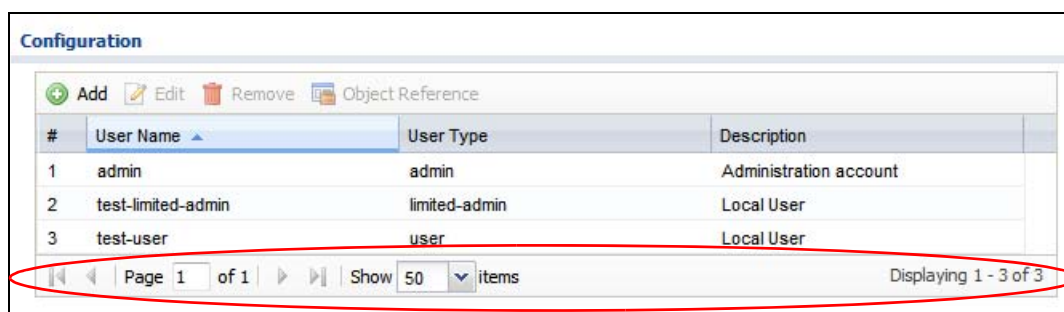 Configuration
Add Edit Remove Object Reference
# User Name User Type Description
1 admin admin Administration account
2 test-limited-admin limited-admin Local User
3 test-user user Local User
Page 1 of 1 Show 50 items Displaying 1 - 3 of 3